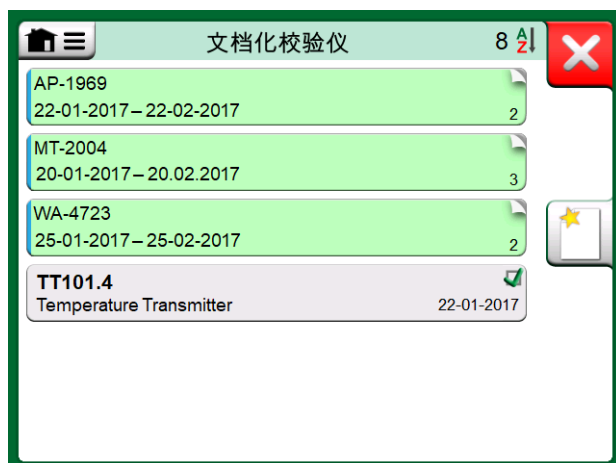 文档化校验仪 8 AZ
AP-1969
22-01-2017 – 22-02-2017
2
MT-2004
20-01-2017 – 20.02.2017
3
WA-4723
25-01-2017 – 25-02-2017
2
TT101.4
Temperature Transmitter 22-01-2017